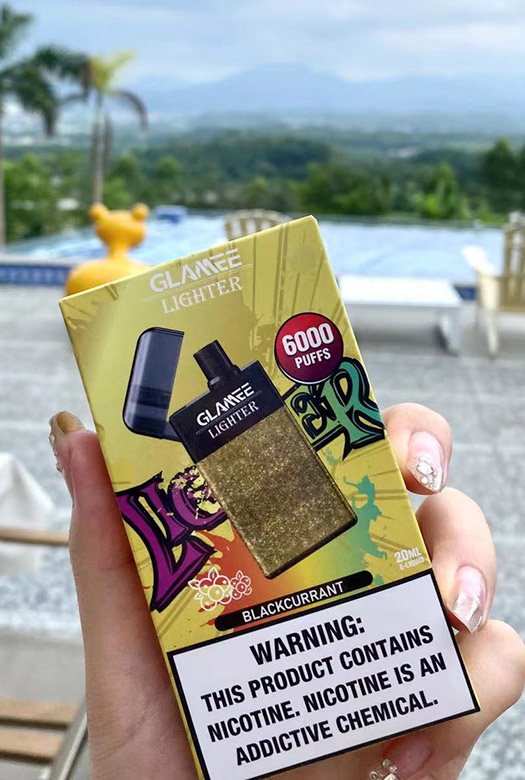 GLAMEE
LIGHTER
6000
PUFFS
GLAMEE
LIGHTER
20ML
E-LIQUID
BLACKCURRANT
WARNING:
THIS PRODUCT CONTAINS
NICOTINE. NICOTINE IS AN
ADDICTIVE CHEMICAL.